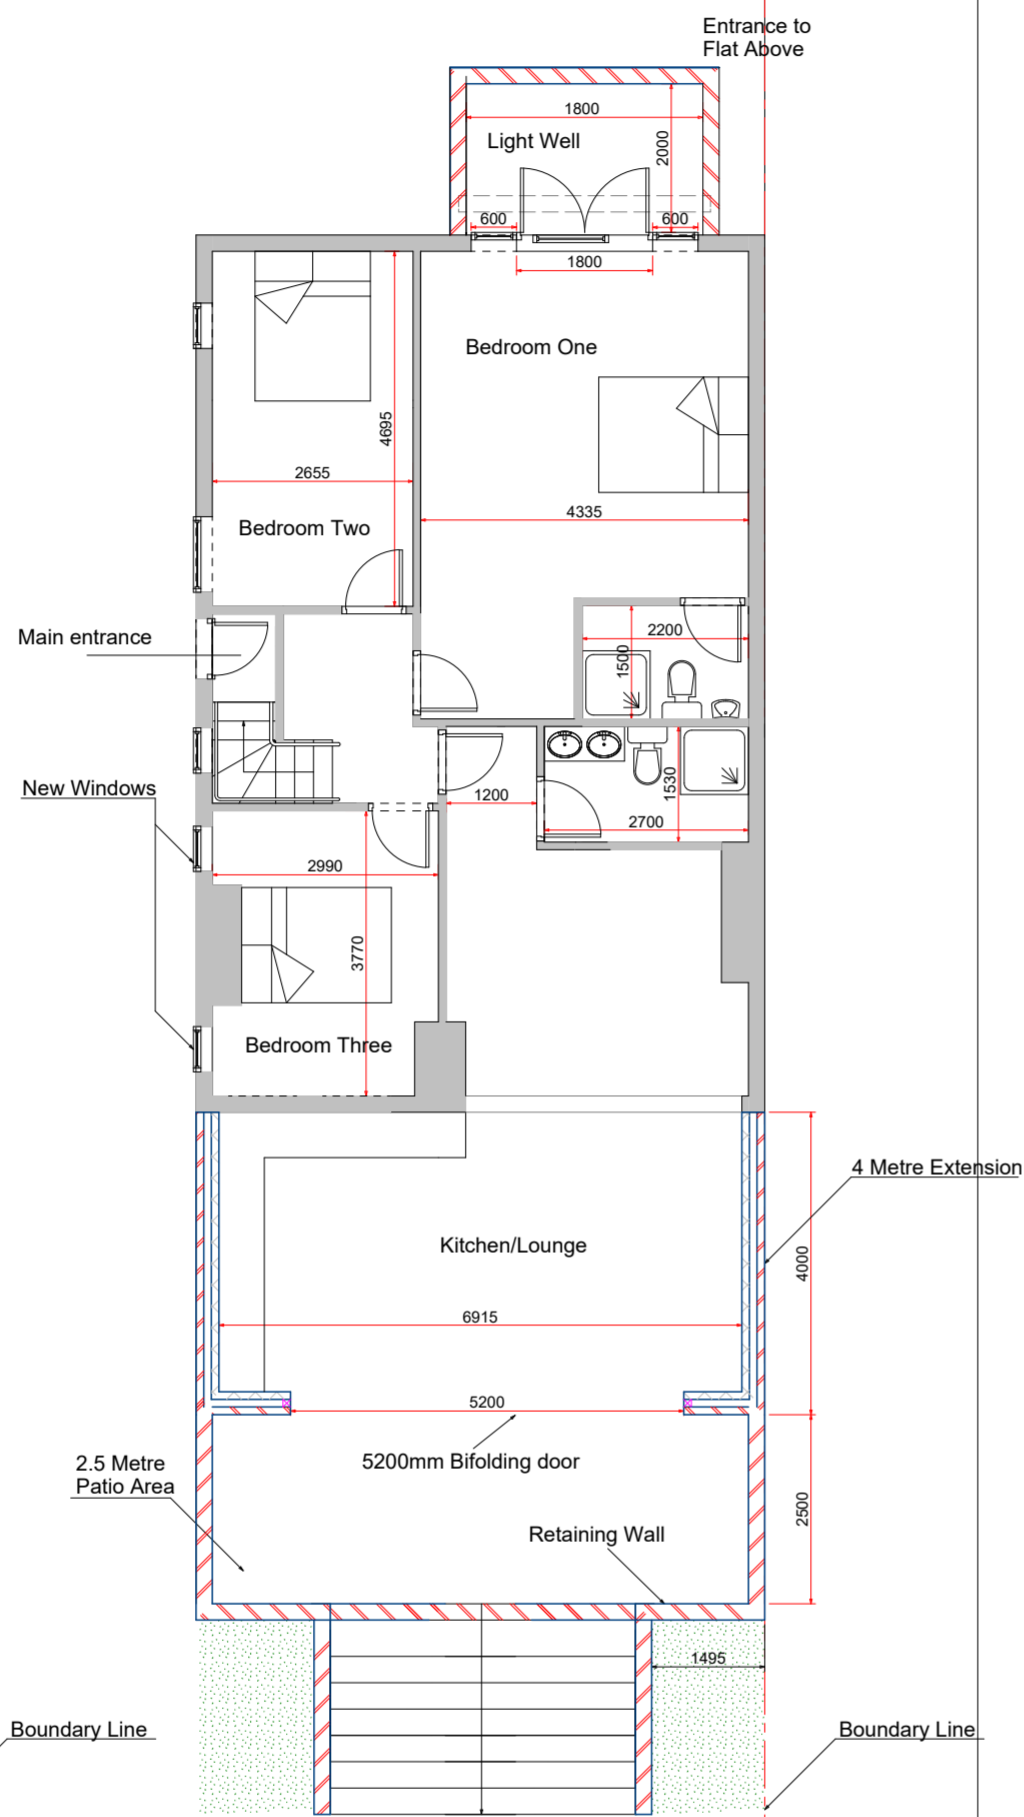 Entrance to
Flat Above
1800
Light Well
2000
600
600
1800
Bedroom One
4695
2655
4335
Bedroom Two
Main entrance
2200
1500
New Windows
1200
1530
2700
2990
3770
Bedroom Three
4 Metre Extension
Kitchen/Lounge
4000
6915
5200
5200mm Bifolding door
2.5 Metre
Patio Area
2500
Retaining Wall
1495
Boundary Line
Boundary Line